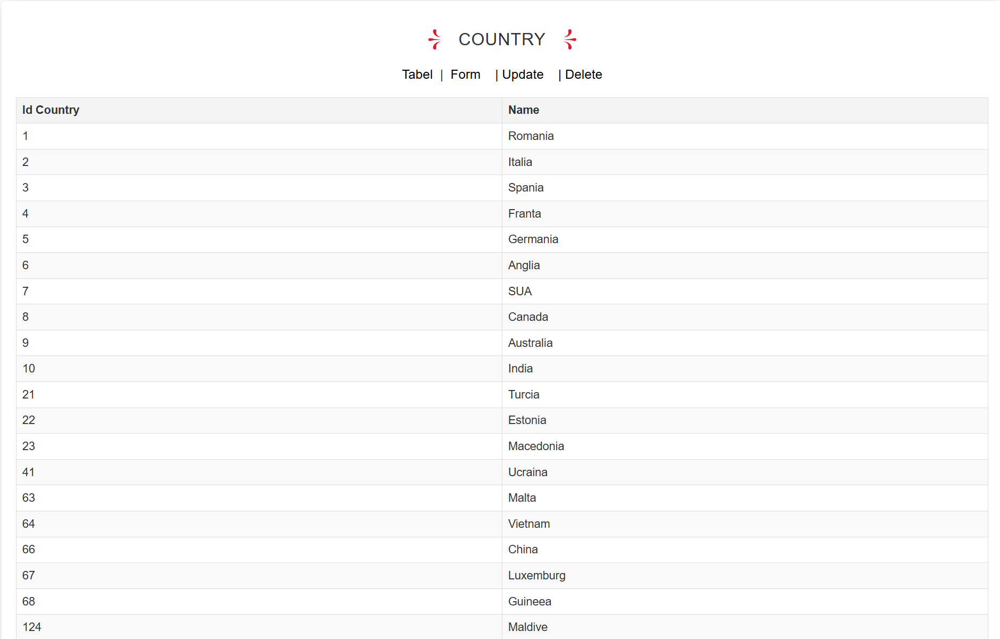 COUNTRY
Tabel | Form | Update | Delete
Id Country Name
1 Romania
2 Italia
3 Spania
4 Franta
5 Germania
6 Anglia
7 SUA
8 Canada
9 Australia
10 India
21 Turcia
22 Estonia
23 Macedonia
41 Ucraina
63 Malta
64 Vietnam
66 China
67 Luxemburg
68 Guineea
124 Maldive